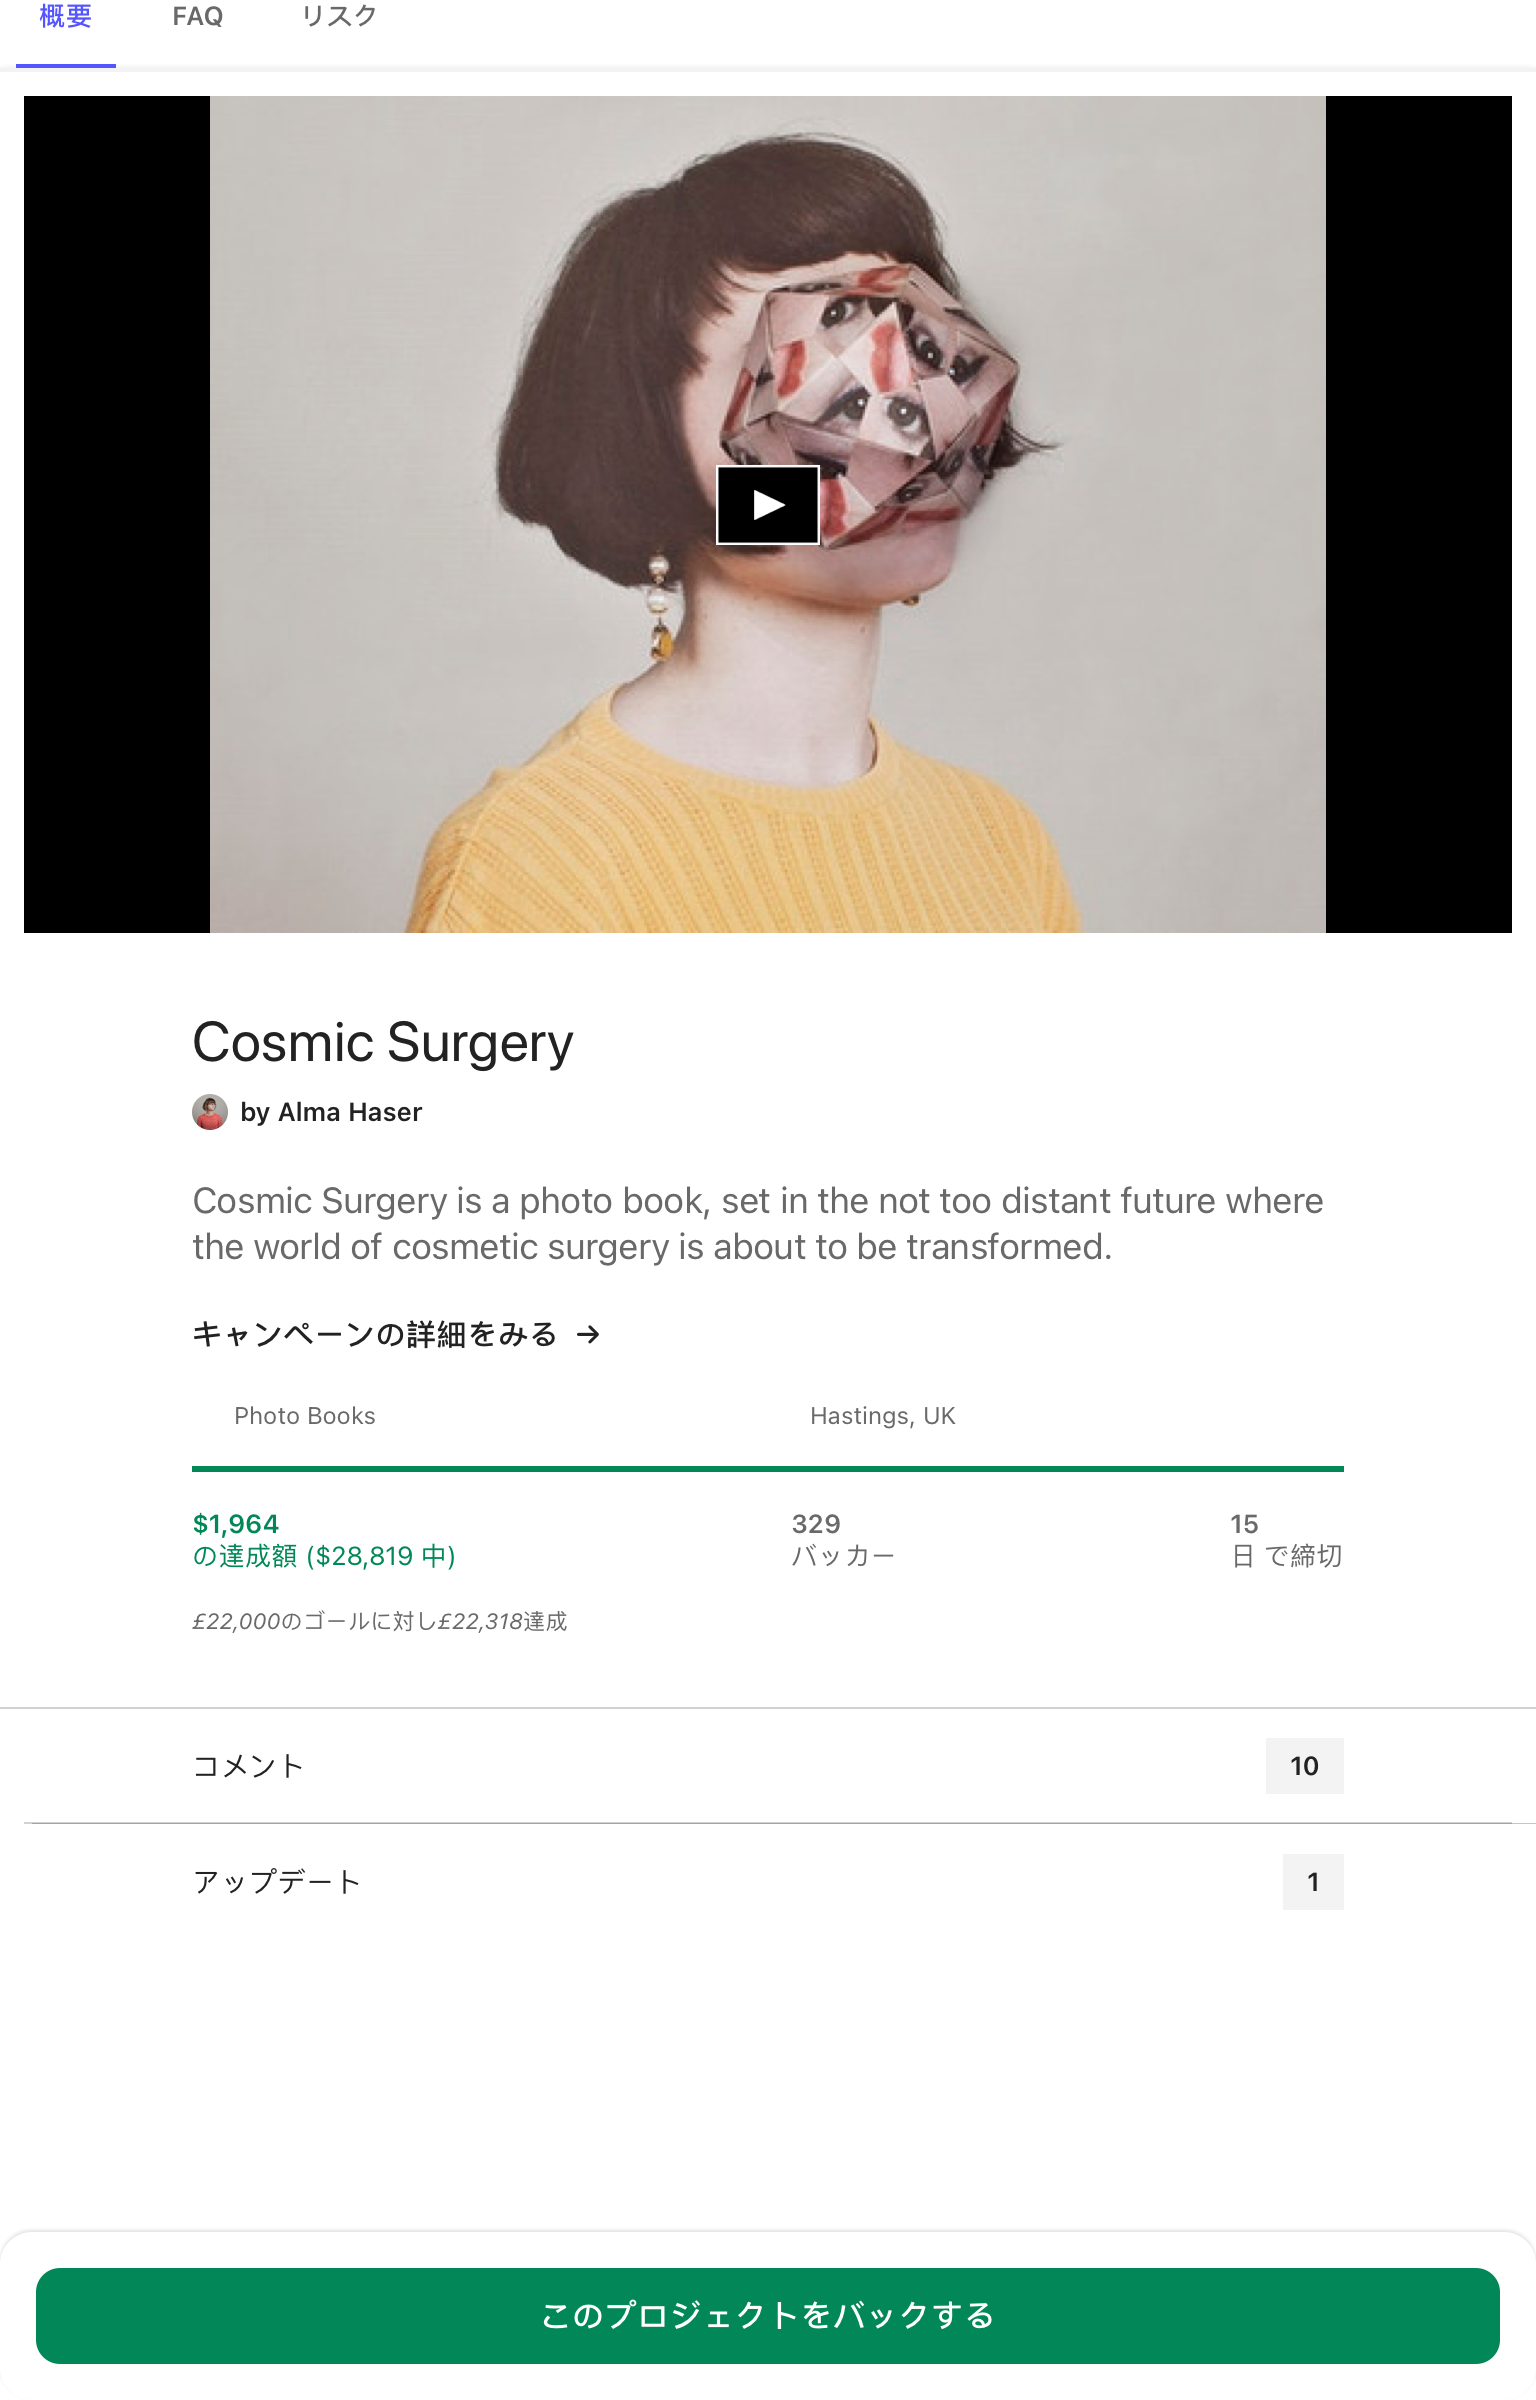 概要 FAQ リスク
Cosmic Surgery
by Alma Haser
Cosmic Surgery is a photo book, set in the not too distant future where
the world of cosmetic surgery is about to be transformed.
キャンペーンの詳細をみる →
Photo Books Hastings, UK
$1,964 329 15
の達成額 ($28,819 中) バッカー 日 で締切
£22,000のゴールに対し£22,318達成
コメント 10
アップデート 1
このプロジェクトをバックする